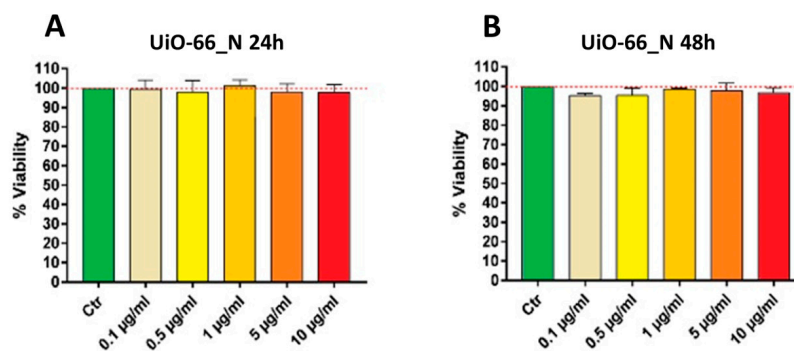 A
UiO-66_N 24h
% Viability
110
100
90
80
70
60
50
40
30
20
10
0
Ctr
0.1 µg/ml
0.5 µg/ml
1 µg/ml
5 µg/ml
10 µg/ml
B
UiO-66_N 48h
% Viability
110
100
90
80
70
60
50
40
30
20
10
0
Ctr
0.1 µg/ml
0.5 µg/ml
1 µg/ml
5 µg/ml
10 µg/ml